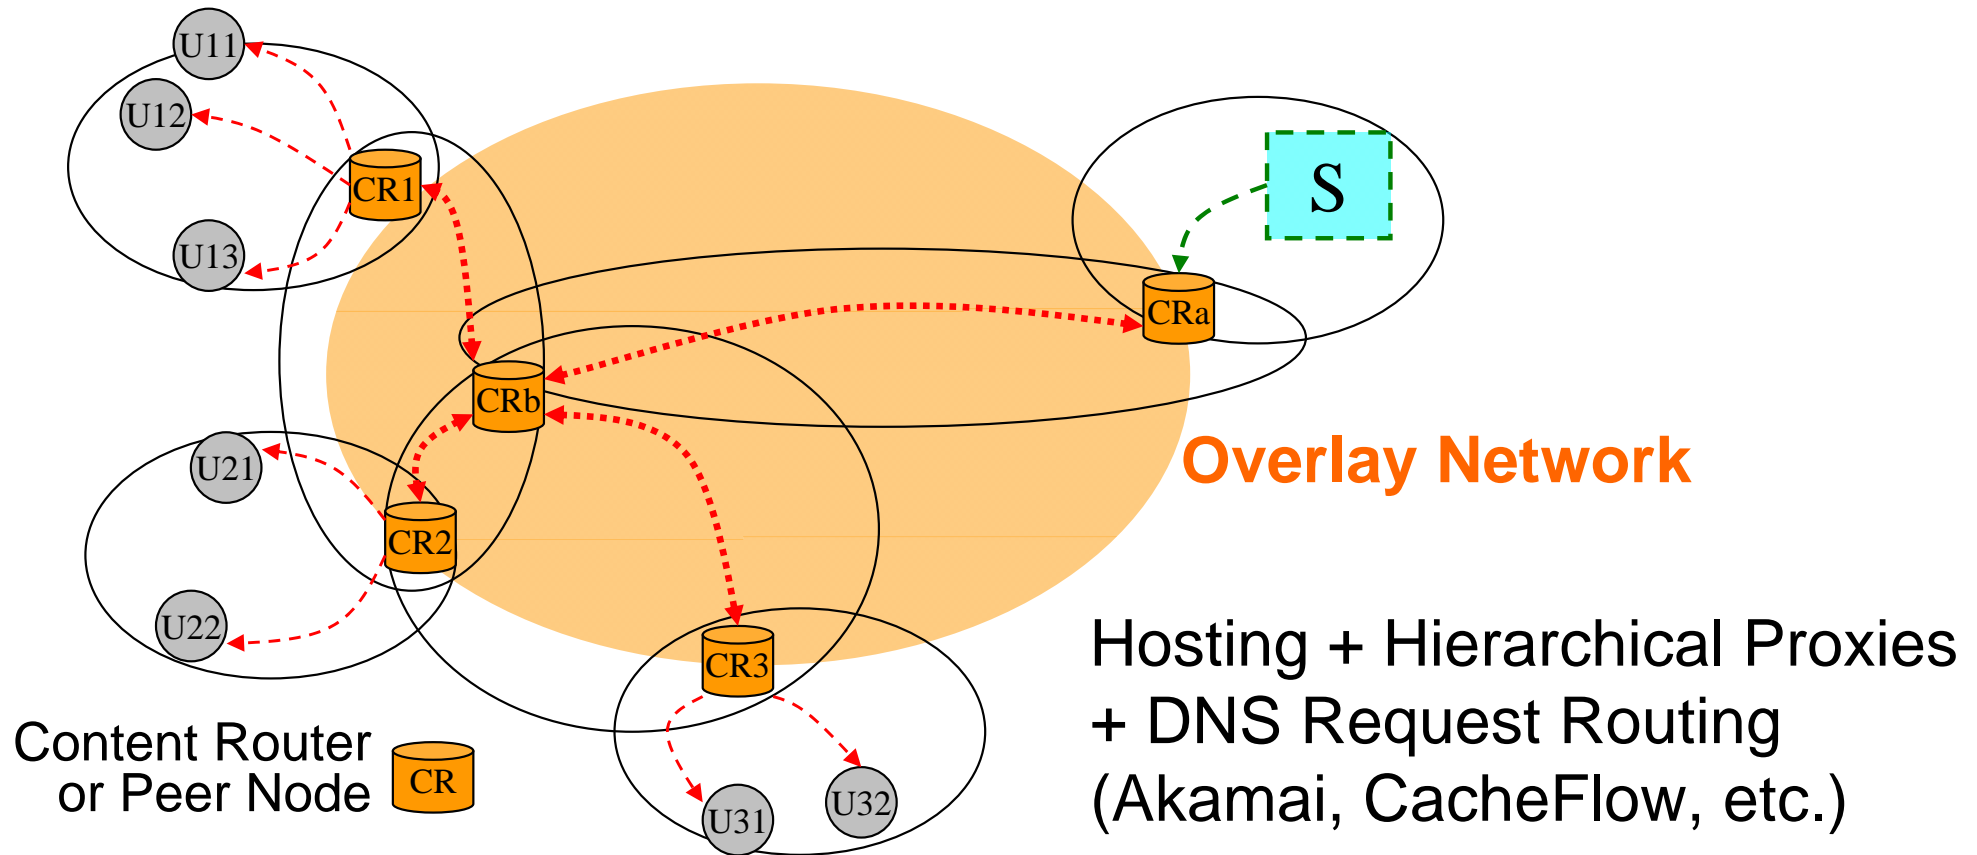 U11
U12
CR1
U13
S
CRa
CRb
Overlay Network
U21
CR2
U22
CR3
U31
U32
Content Router
or Peer Node
CR
Hosting + Hierarchical Proxies
+ DNS Request Routing
(Akamai, CacheFlow, etc.)